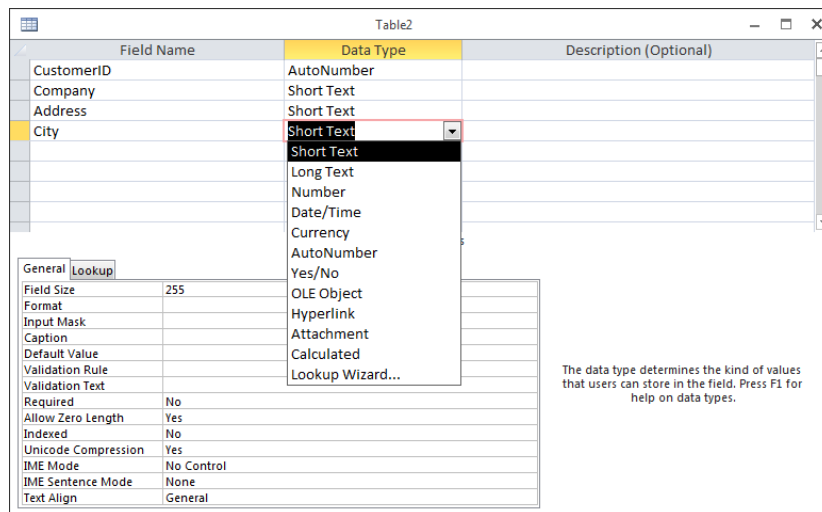 Table2
Field Name Data Type Description (Optional)
CustomerID AutoNumber
Company Short Text
Address Short Text
City Short Text
Short Text
Long Text
Number
Date/Time
Currency
AutoNumber
Yes/No
OLE Object
Hyperlink
Attachment
Calculated
Lookup Wizard...
General Lookup
Field Size 255
Format
Input Mask
Caption
Default Value
Validation Rule
Validation Text
Required No
Allow Zero Length Yes
Indexed No
Unicode Compression Yes
IME Mode No Control
IME Sentence Mode None
Text Align General
The data type determines the kind of values
that users can store in the field. Press F1 for
help on data types.